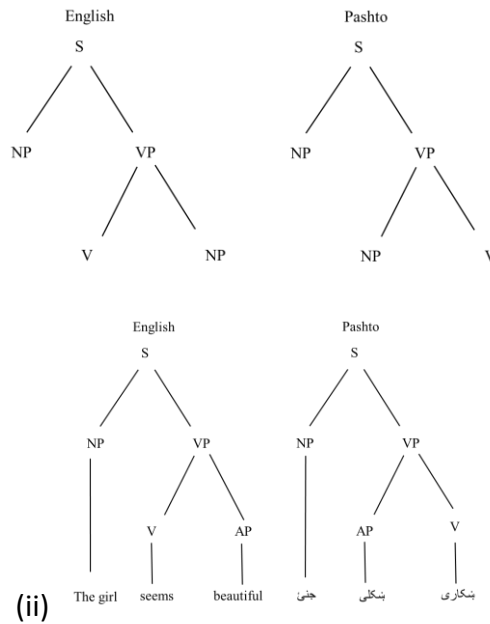 English Pashto
S S
NP VP NP VP
V NP NP V
English Pashto
S S
NP VP NP VP
V AP AP V
(ii) The girl seems beautiful جنئ ښکلی ښکاری